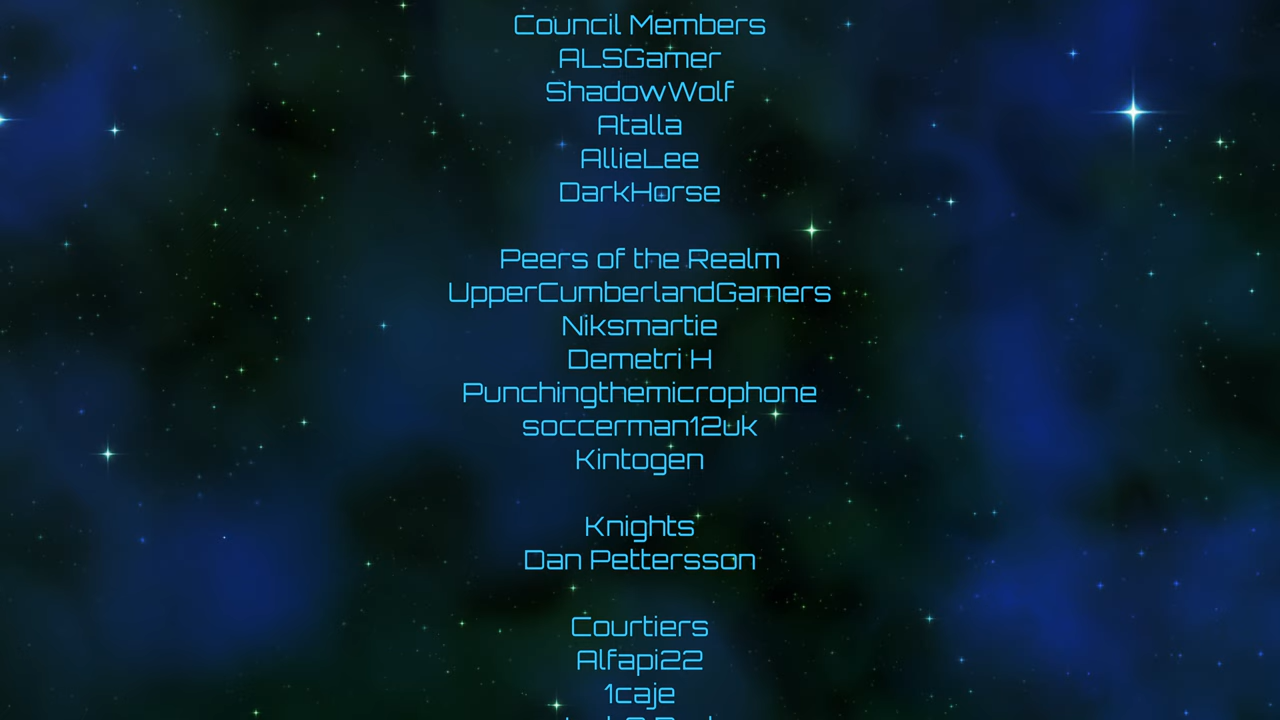 Council Members
ALSGamer
ShadowWolf
Atalla
AllieLee
DarkHorse
Peers of the Realm
UpperCumberlandGamers
Niksmartie
Demetri H
Punchingthemicrophone
soccerman12uk
Kintogen
Knights
Dan Pettersson
Courtiers
Alfapi22
1caje